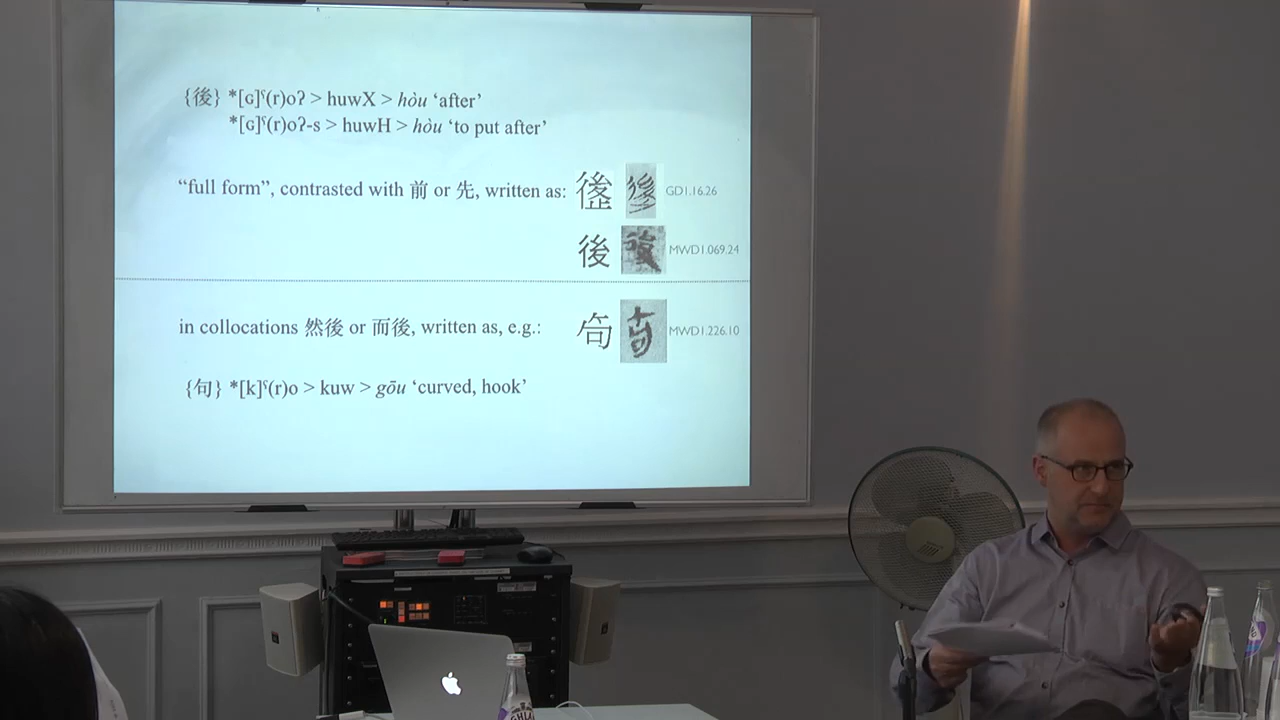 {後} *[ɢ]ˤ(r)oʔ > huwX > hòu ‘after’
*[ɢ]ˤ(r)oʔ-s > huwH > hòu ‘to put after’
“full form”, contrasted with 前 or 先, written as: GD1.16.26
後 MWD1.069.24
in collocations 然後 or 而後, written as, e.g.: MWD1.226.10
{句} *[k]ˤ(r)o > kuw > gōu ‘curved, hook’